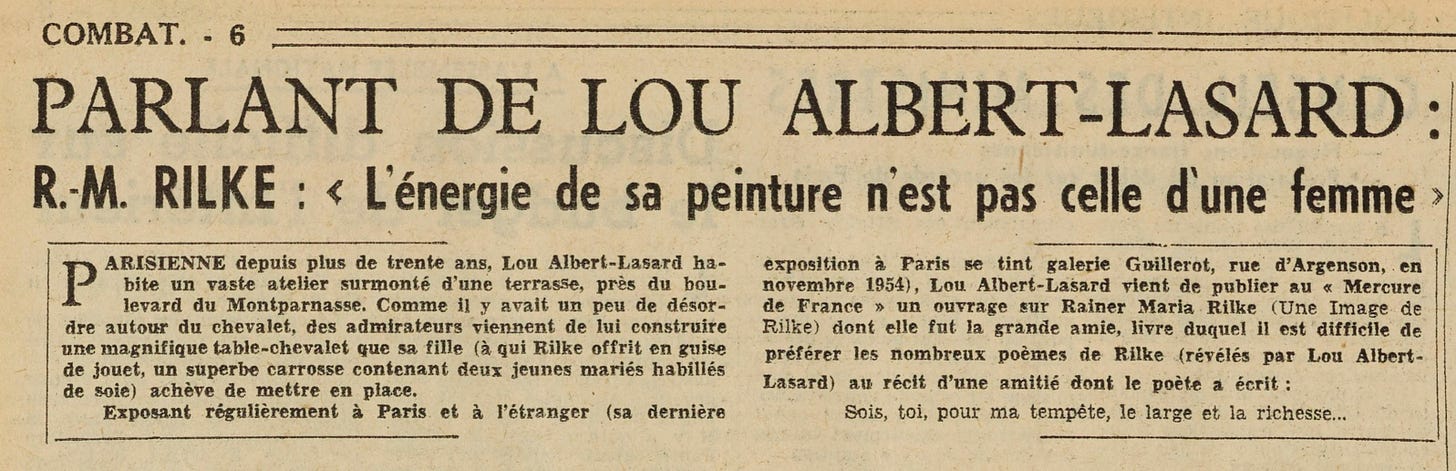 COMBAT. - 6
PARLANT DE LOU ALBERT-LASARD :
R.-M. RILKE : « L'énergie de sa peinture n'est pas celle d'une femme »
PARISIENNE depuis plus de trente ans, Lou Albert-Lasard ha-
bite un vaste atelier surmonté d'une terrasse, près du bou-
levard du Montparnasse. Comme il y avait un peu de désor-
dre autour du chevalet, des admirateurs viennent de lui construire
une magnifique table-chevalet que sa fille (à qui Rilke offrit en guise
de jouet, un superbe carrosse contenant deux jeunes mariés habillés
de soie) achève de mettre en place.
Exposant régulièrement à Paris et à l'étranger (sa dernière
exposition à Paris se tint galerie Guillerot, rue d'Argenson, en
novembre 1954), Lou Albert-Lasard vient de publier au « Mercure
de France » un ouvrage sur Rainer Maria Rilke (Une Image de
Rilke) dont elle fut la grande amie, livre duquel il est difficile de
préférer les nombreux poèmes de Rilke (révélés par Lou Albert-
Lasard) au récit d'une amitié dont le poète a écrit :
Sois, toi, pour ma tempête, le large et la richesse...